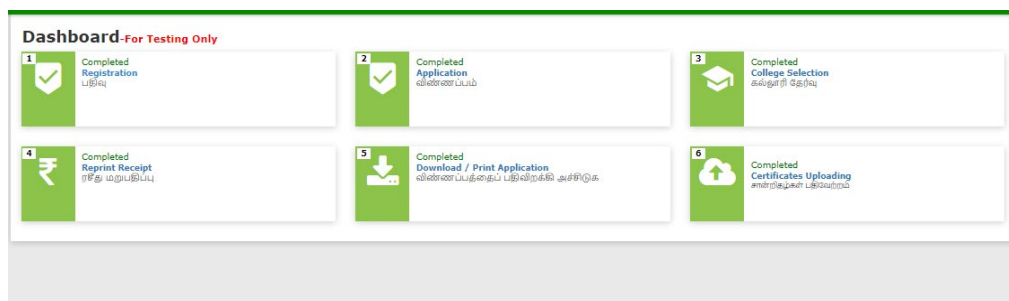 Dashboard-For Testing Only
1
Completed
Registration
பதிவு
2
Completed
Application
விண்ணப்பம்
3
Completed
College Selection
கல்லூரி தேர்வு
4
Completed
Reprint Receipt
ரசீது மறுபதிப்பு
5
Completed
Download / Print Application
விண்ணப்பத்தைப் பதிவிறக்கி அச்சிடுக
6
Completed
Certificates Uploading
சான்றிதழ்கள் பதிவேற்றம்